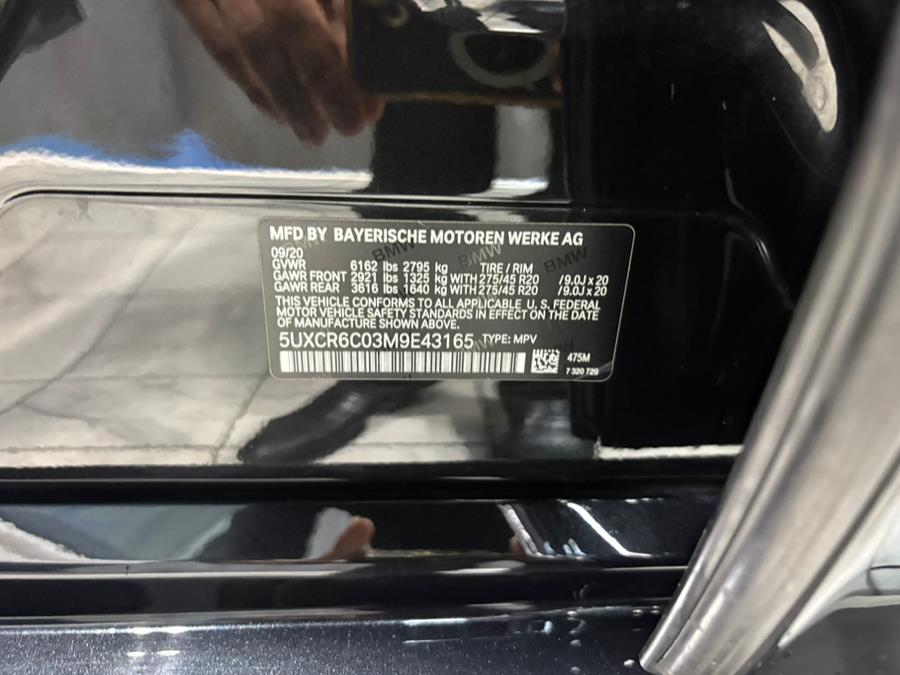 MFD BY BAYERISCHE MOTOREN WERKE AG
09/20
GVWR 6162 lbs 2795 kg TIRE / RIM
GAWR FRONT 2921 lbs 1325 kg WITH 275/45 R20 /9.0J x 20
GAWR REAR 3616 lbs 1640 kg WITH 275/45 R20 /9.0J x 20
THIS VEHICLE CONFORMS TO ALL APPLICABLE U. S. FEDERAL
MOTOR VEHICLE SAFETY STANDARDS IN EFFECT ON THE DATE
OF MANUFACTURE SHOWN ABOVE.
5UXCR6C03M9E43165 TYPE: MPV
475M
7 320 729
BMW BMW BMW